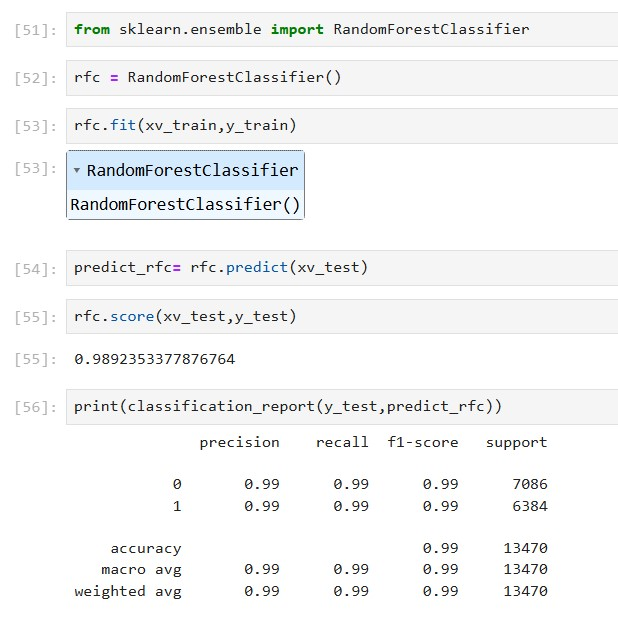 [51]: from sklearn.ensemble import RandomForestClassifier
[52]: rfc = RandomForestClassifier()
[53]: rfc.fit(xv_train,y_train)
[53]: ▾ RandomForestClassifier
RandomForestClassifier()
[54]: predict_rfc= rfc.predict(xv_test)
[55]: rfc.score(xv_test,y_test)
[55]: 0.9892353377876764
[56]: print(classification_report(y_test,predict_rfc))
precision recall f1-score support
0 0.99 0.99 0.99 7086
1 0.99 0.99 0.99 6384
accuracy 0.99 13470
macro avg 0.99 0.99 0.99 13470
weighted avg 0.99 0.99 0.99 13470